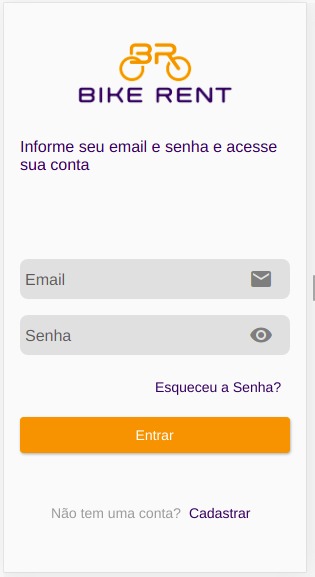 BR
BIKE RENT
Informe seu email e senha e acesse
sua conta
Email
Senha
Esqueceu a Senha?
Entrar
Não tem uma conta? Cadastrar